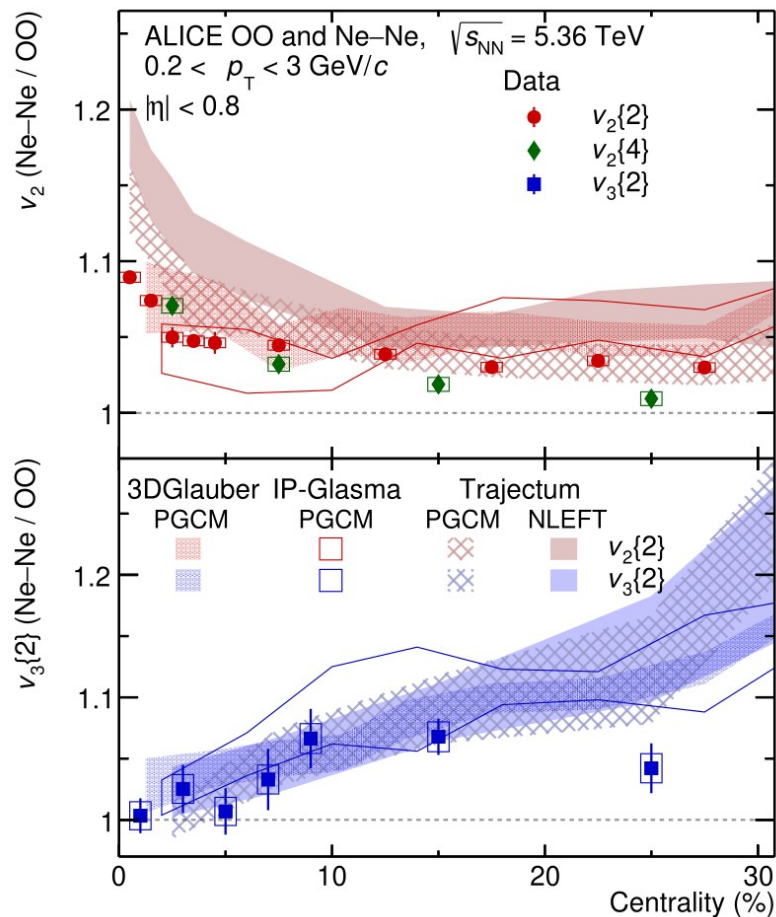 ALICE OO and Ne–Ne, √sNN = 5.36 TeV
0.2 < pT < 3 GeV/c
|η| < 0.8
Data
v2{2}
v2{4}
v3{2}
v2 (Ne–Ne / OO)
1.2
1.1
1
3DGlauber IP-Glasma Trajectum
PGCM PGCM PGCM NLEFT
v2{2}
v3{2}
v3{2} (Ne–Ne / OO)
1.2
1.1
1
0 10 20 30
Centrality (%)